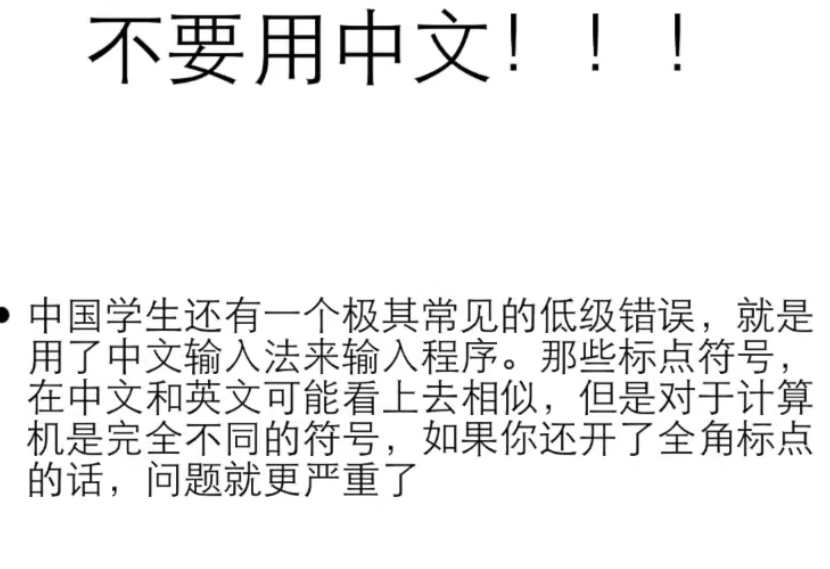 不要用中文！！！
• 中国学生还有一个极其常见的低级错误，就是
用了中文输入法来输入程序。那些标点符号，
在中文和英文可能看上去相似，但是对于计算
机是完全不同的符号，如果你还开了全角标点
的话，问题就更严重了